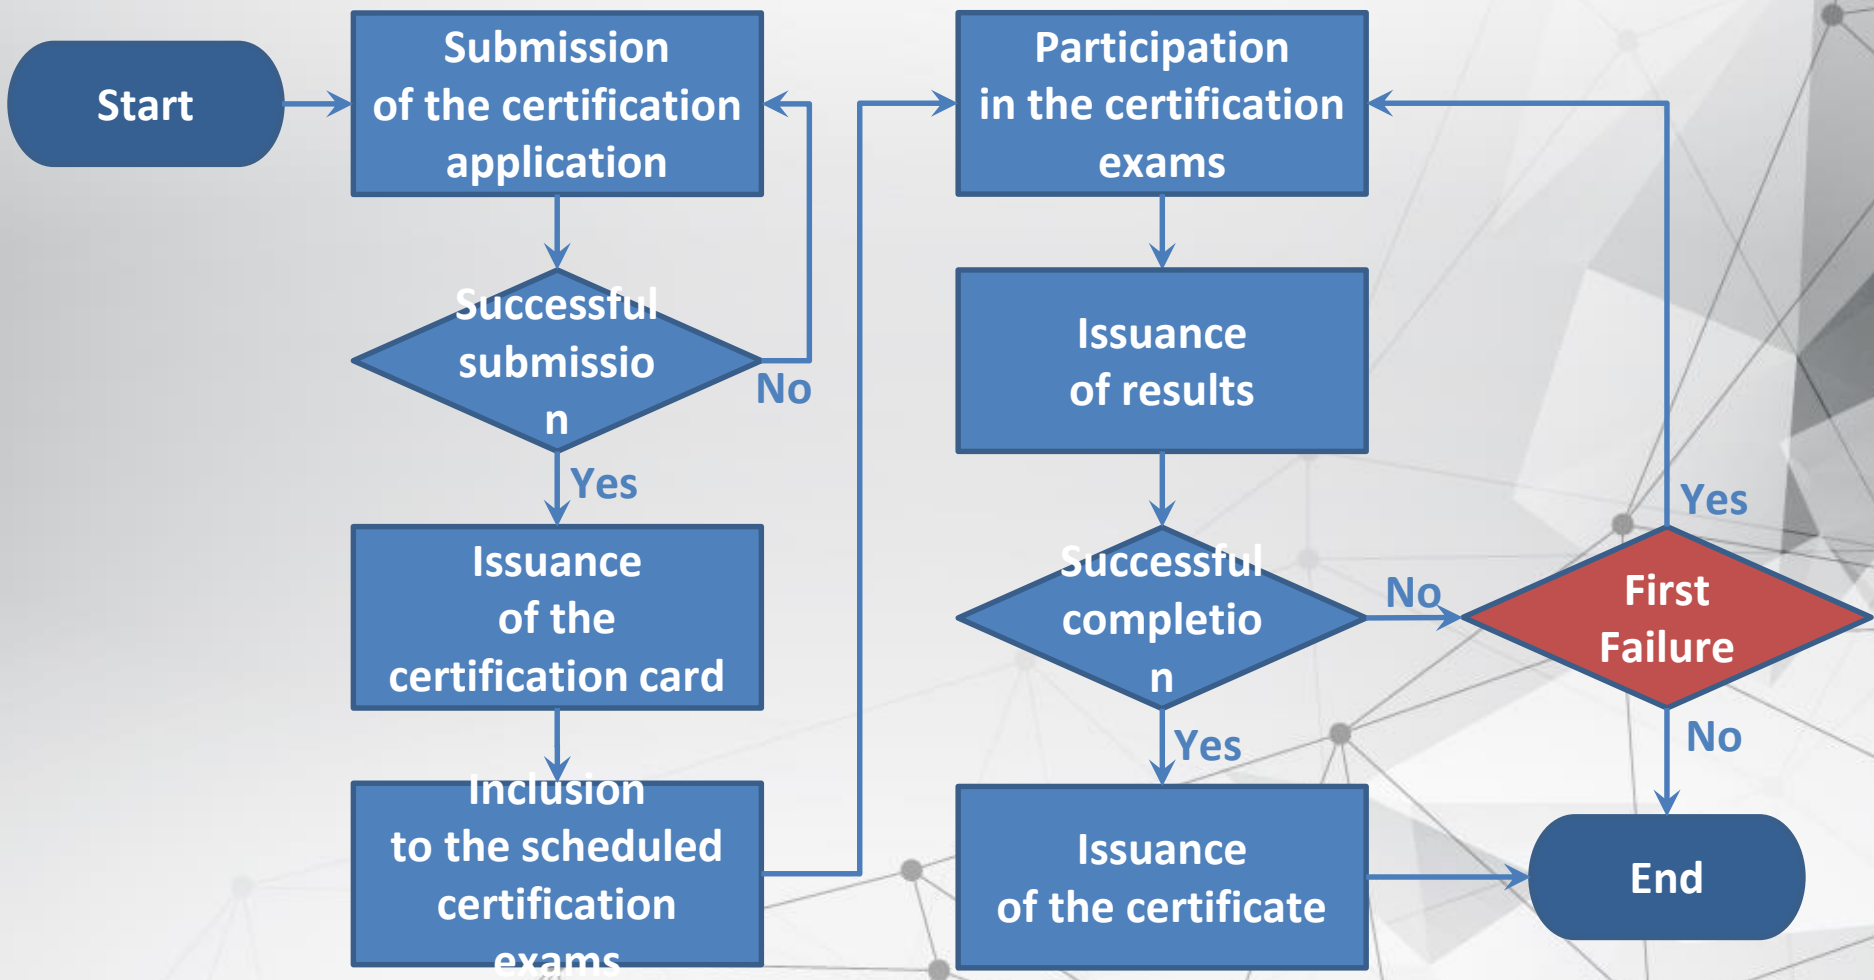 Start
Submission
of the certification
application
Successful
submissio
n
No
Yes
Issuance
of the
certification card
Inclusion
to the scheduled
certification
exams
Participation
in the certification
exams
Issuance
of results
Successful
completio
n
No
Yes
First
Failure
Yes
No
Issuance
of the certificate
End